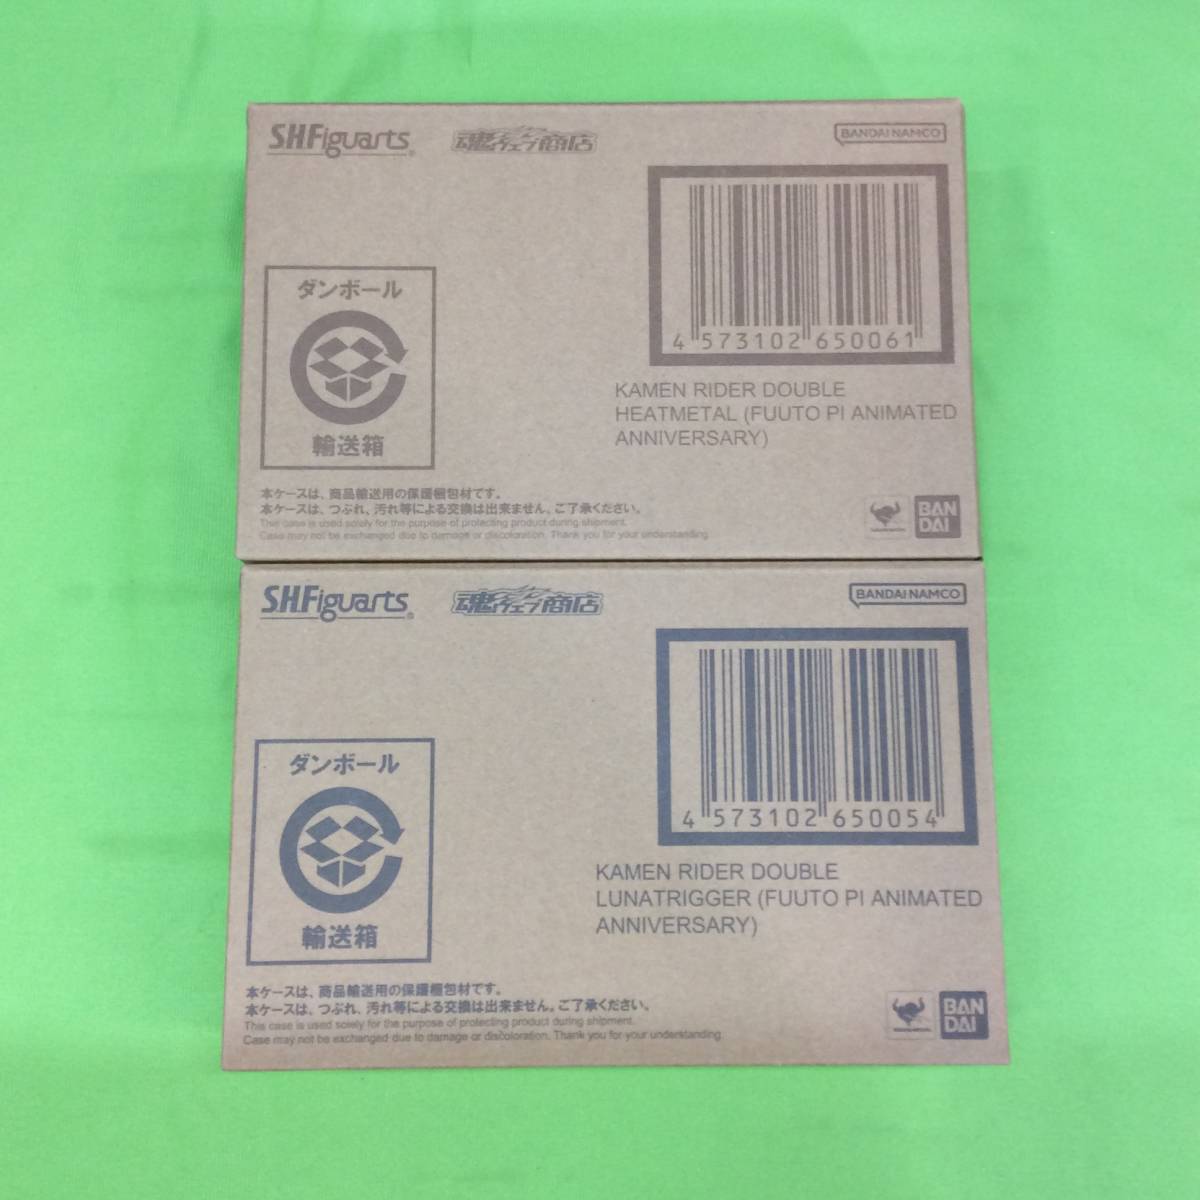 S.H.Figuarts
魂ウェブ商店
BANDAI NAMCO
4 573102 650061
KAMEN RIDER DOUBLE
HEATMETAL (FUUTO PI ANIMATED
ANNIVERSARY)
ダンボール
輸送箱
本ケースは、商品輸送用の保護梱包材です。
本ケースは、つぶれ、汚れ等による交換は出来ません。ご了承ください。
This case is used solely for the purpose of protecting product during shipment.
Case may not be exchanged due to damage or discoloration. Thank you for your understanding.
BAN
DAI
S.H.Figuarts
魂ウェブ商店
BANDAI NAMCO
4 573102 650054
KAMEN RIDER DOUBLE
LUNATRIGGER (FUUTO PI ANIMATED
ANNIVERSARY)
ダンボール
輸送箱
本ケースは、商品輸送用の保護梱包材です。
本ケースは、つぶれ、汚れ等による交換は出来ません。ご了承ください。
This case is used solely for the purpose of protecting product during shipment.
Case may not be exchanged due to damage or discoloration. Thank you for your understanding.
BAN
DAI